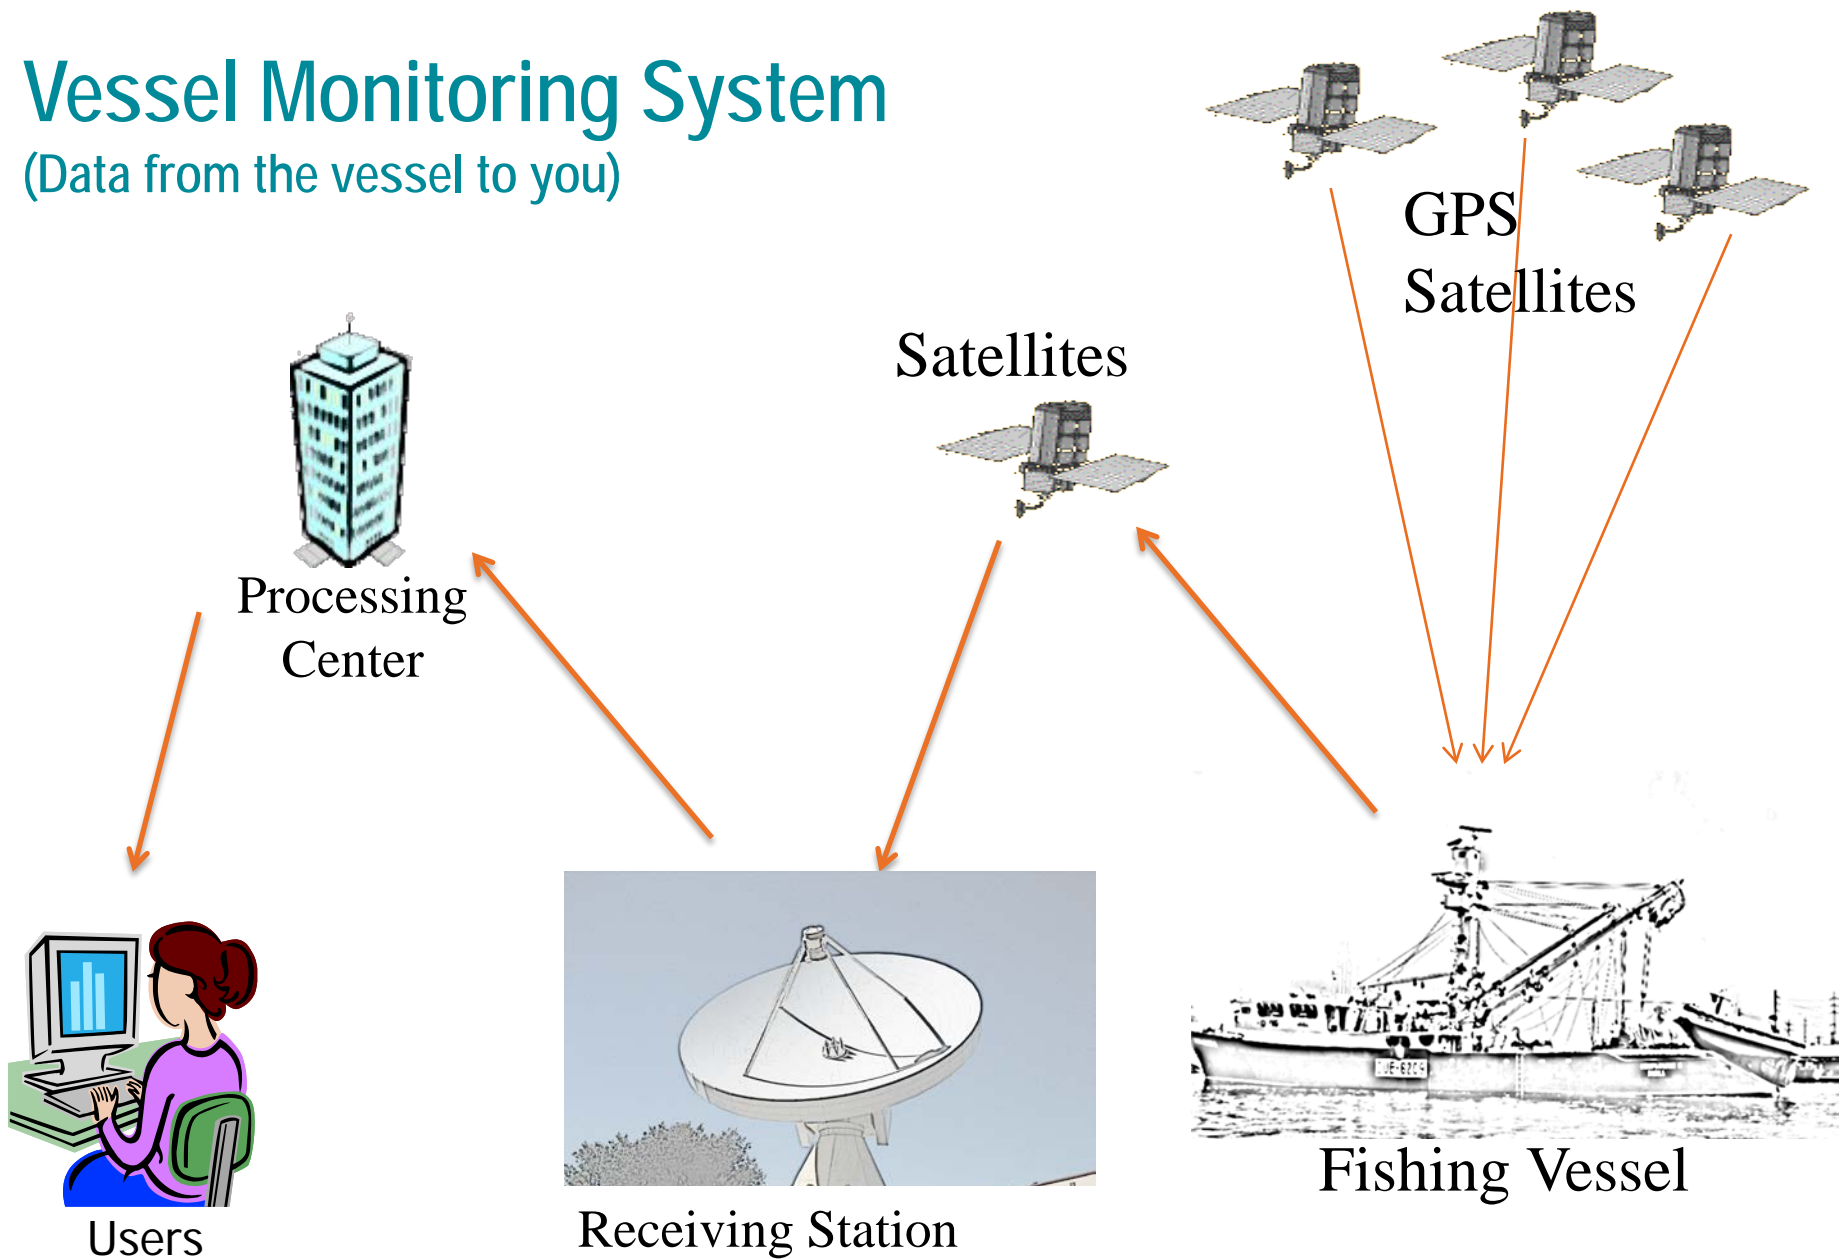 Vessel Monitoring System
(Data from the vessel to you)
GPS
Satellites
Satellites
Processing
Center
Fishing Vessel
Receiving Station
Users